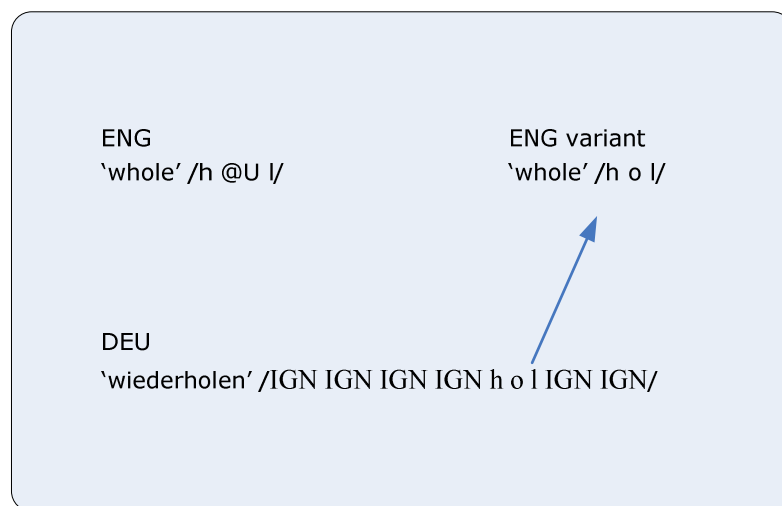 ENG
‘whole’ /h @U l/
ENG variant
‘whole’ /h o l/
DEU
‘wiederholen’ /IGN IGN IGN IGN h o l IGN IGN/